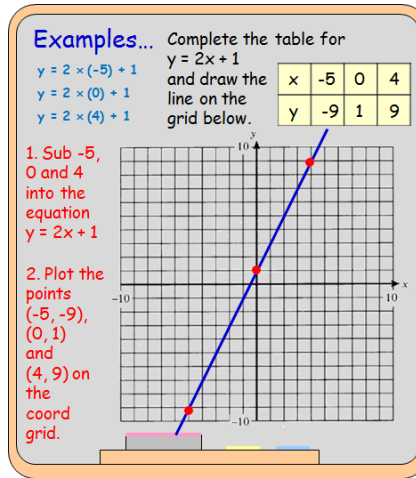 Examples...
y = 2 × (-5) + 1
y = 2 × (0) + 1
y = 2 × (4) + 1
Complete the table for
y = 2x + 1
and draw the
line on the
grid below.
x -5 0 4
y -9 1 9
1. Sub -5,
0 and 4
into the
equation
y = 2x + 1
2. Plot the
points
(-5, -9),
(0, 1)
and
(4, 9) on
the
coord
grid.
y
10
-10
x
10
-10